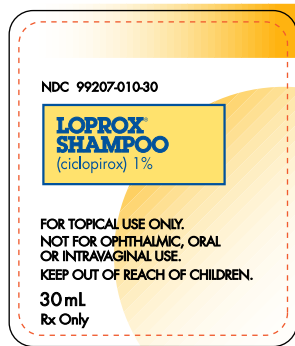 NDC 99207-010-30
LOPROX®
SHAMPOO
(ciclopirox) 1%
FOR TOPICAL USE ONLY.
NOT FOR OPHTHALMIC, ORAL
OR INTRAVAGINAL USE.
KEEP OUT OF REACH OF CHILDREN.
30 mL
Rx Only